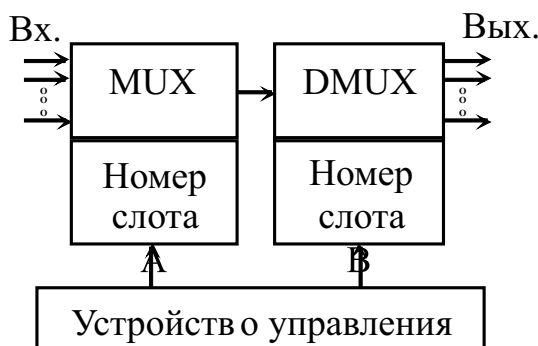 Вх.
Вых.
MUX
DMUX
Номер
слота
Номер
слота
A
B
Устройство управления